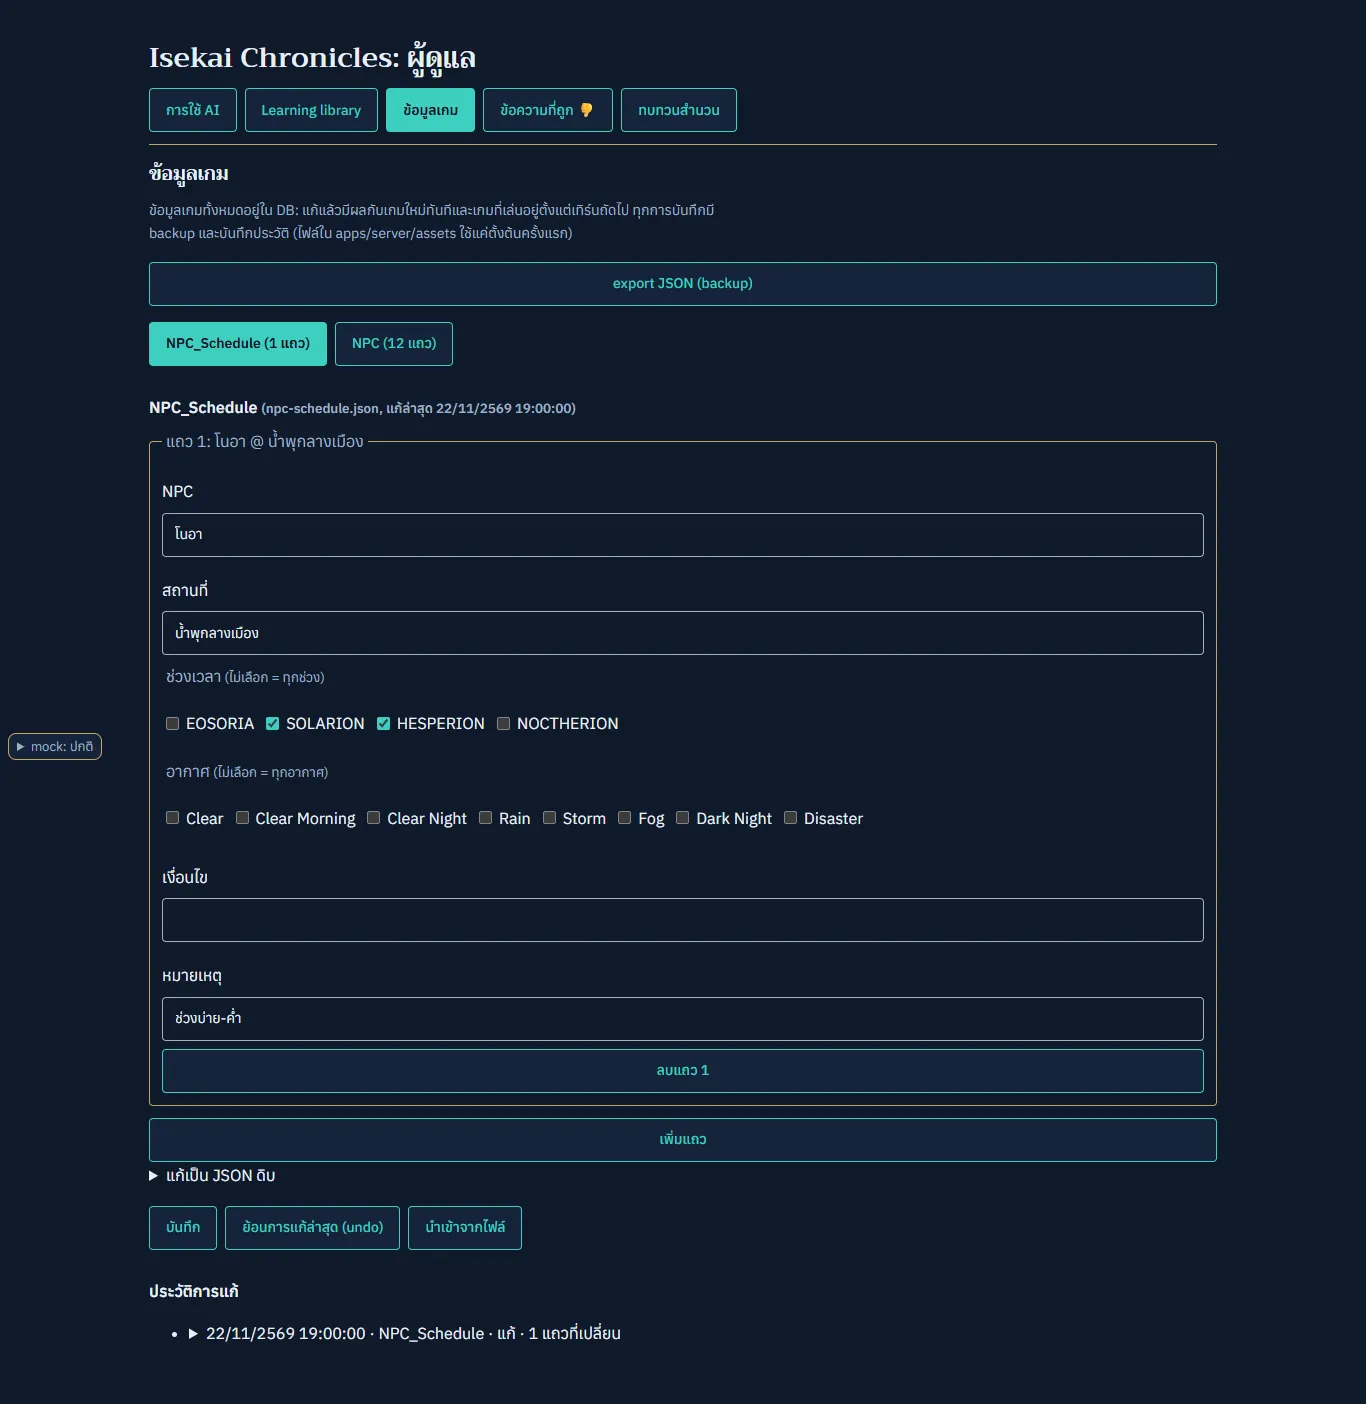 Isekai Chronicles: ผู้ดูแล
การใช้ AI
Learning library
ข้อมูลเกม
ข้อความที่ถูก 👎
ทบทวนสำนวน
ข้อมูลเกม
ข้อมูลเกมทั้งหมดอยู่ใน DB: แก้แล้วมีผลกับเกมใหม่ทันทีและเกมที่เล่นอยู่ตั้งแต่เทิร์นถัดไป ทุกการบันทึกมี
backup และบันทึกประวัติ (ไฟล์ใน apps/server/assets ใช้แค่ตั้งต้นครั้งแรก)
export JSON (backup)
NPC_Schedule (1 แถว)
NPC (12 แถว)
NPC_Schedule (npc-schedule.json, แก้ล่าสุด 22/11/2569 19:00:00)
แถว 1: โนอา @ น้ำพุกลางเมือง
NPC
โนอา
สถานที่
น้ำพุกลางเมือง
ช่วงเวลา (ไม่เลือก = ทุกช่วง)
EOSORIA SOLARION HESPERION NOCTHERION
mock: ปกติ
อากาศ (ไม่เลือก = ทุกอากาศ)
Clear Clear Morning Clear Night Rain Storm Fog Dark Night Disaster
เงื่อนไข
หมายเหตุ
ช่วงบ่าย-ค่ำ
ลบแถว 1
เพิ่มแถว
แก้เป็น JSON ดิบ
บันทึก
ย้อนการแก้ล่าสุด (undo)
นำเข้าจากไฟล์
ประวัติการแก้
22/11/2569 19:00:00 · NPC_Schedule · แก้ · 1 แถวที่เปลี่ยน